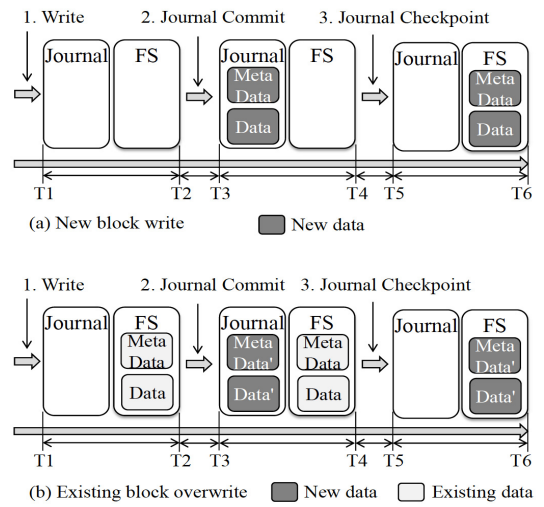 1. Write 2. Journal Commit 3. Journal Checkpoint
Journal FS Journal FS Journal FS
Meta Meta
Data Data
Data Data
T1 T2 T3 T4 T5 T6
(a) New block write New data
1. Write 2. Journal Commit 3. Journal Checkpoint
Journal FS Journal FS Journal FS
Meta Meta Meta Meta
Data Data' Data Data'
Data Data' Data Data'
T1 T2 T3 T4 T5 T6
(b) Existing block overwrite New data Existing data